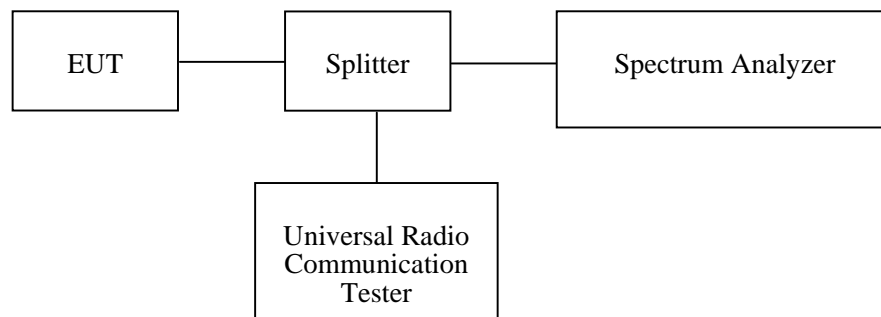 EUT
Splitter
Spectrum Analyzer
Universal Radio
Communication
Tester